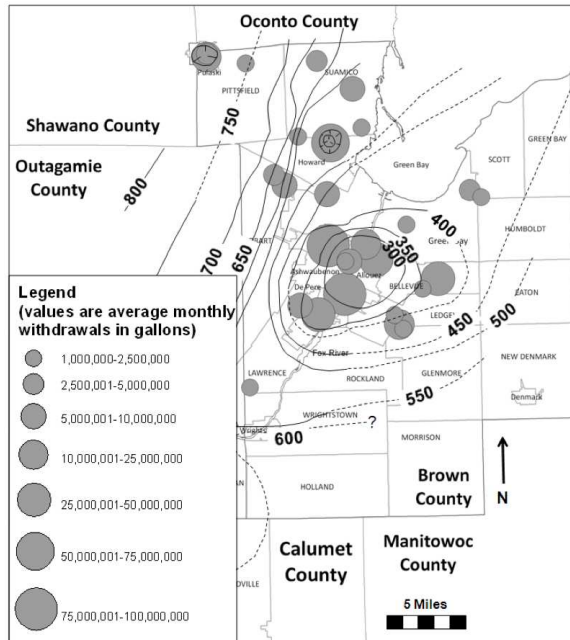 Oconto County
Pulaski
SUAMICO
PITTSFIELD
750
Shawano County
Outagamie
County
Howard
Green Bay
SCOTT
GREEN BAY
800
HUMBOLDT
400
350
300
Green Bay
700
650
Ashwaubenon
Allouez
De Pere
BELLEVUE
EATON
450
500
Legend
(values are average monthly
withdrawals in gallons)
1,000,000-2,500,000
2,500,001-5,000,000
5,000,001-10,000,000
10,000,001-25,000,000
25,000,001-50,000,000
50,000,001-75,000,000
75,000,001-100,000,000
Fox River
NEW DENMARK
LAWRENCE
ROCKLAND
GLENMORE
550
Denmark
WRIGHTSTOWN
600
?
MORRISON
HOLLAND
Brown
County
N
Calumet
County
Manitowoc
County
5 Miles